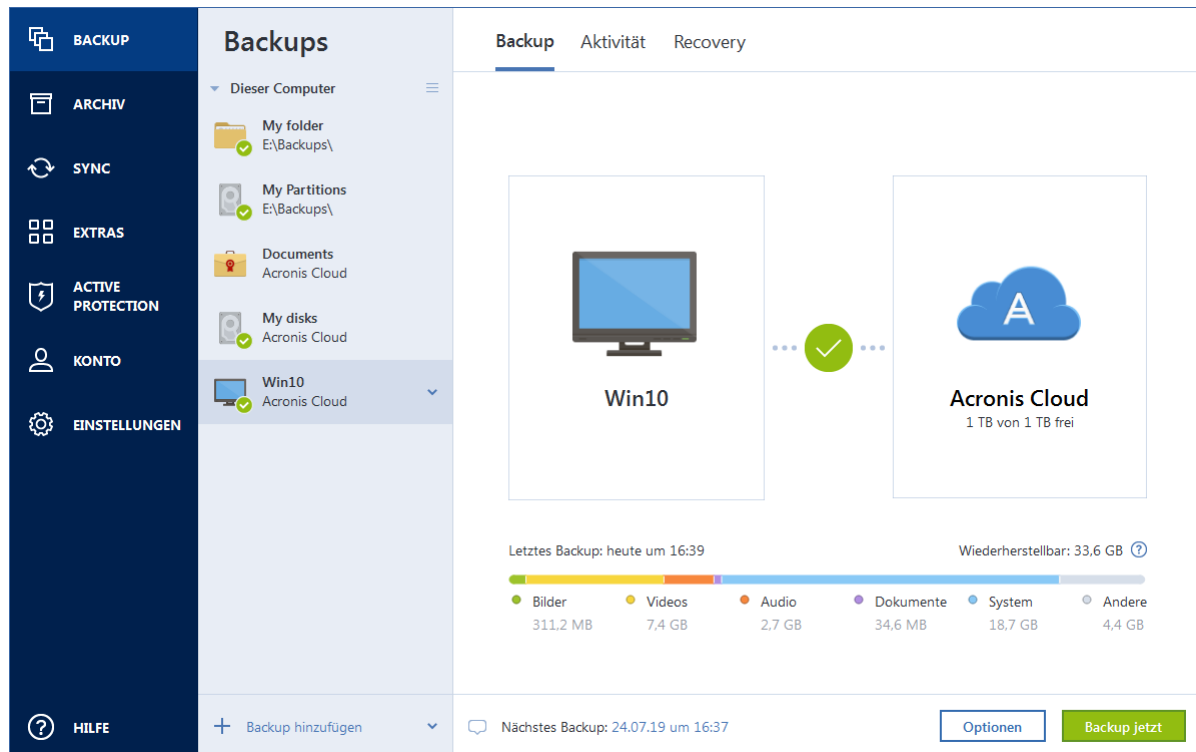 BACKUP
ARCHIV
SYNC
EXTRAS
ACTIVE
PROTECTION
KONTO
EINSTELLUNGEN
HILFE
Backups
Dieser Computer
My folder
E:\Backups\
My Partitions
E:\Backups\
Documents
Acronis Cloud
My disks
Acronis Cloud
Win10
Acronis Cloud
Backup hinzufügen
Backup Aktivität Recovery
Win10
A
Acronis Cloud
1 TB von 1 TB frei
Letztes Backup: heute um 16:39 Wiederherstellbar: 33,6 GB ?
Bilder Videos Audio Dokumente System Andere
311,2 MB 7,4 GB 2,7 GB 34,6 MB 18,7 GB 4,4 GB
Nächstes Backup: 24.07.19 um 16:37 Optionen Backup jetzt